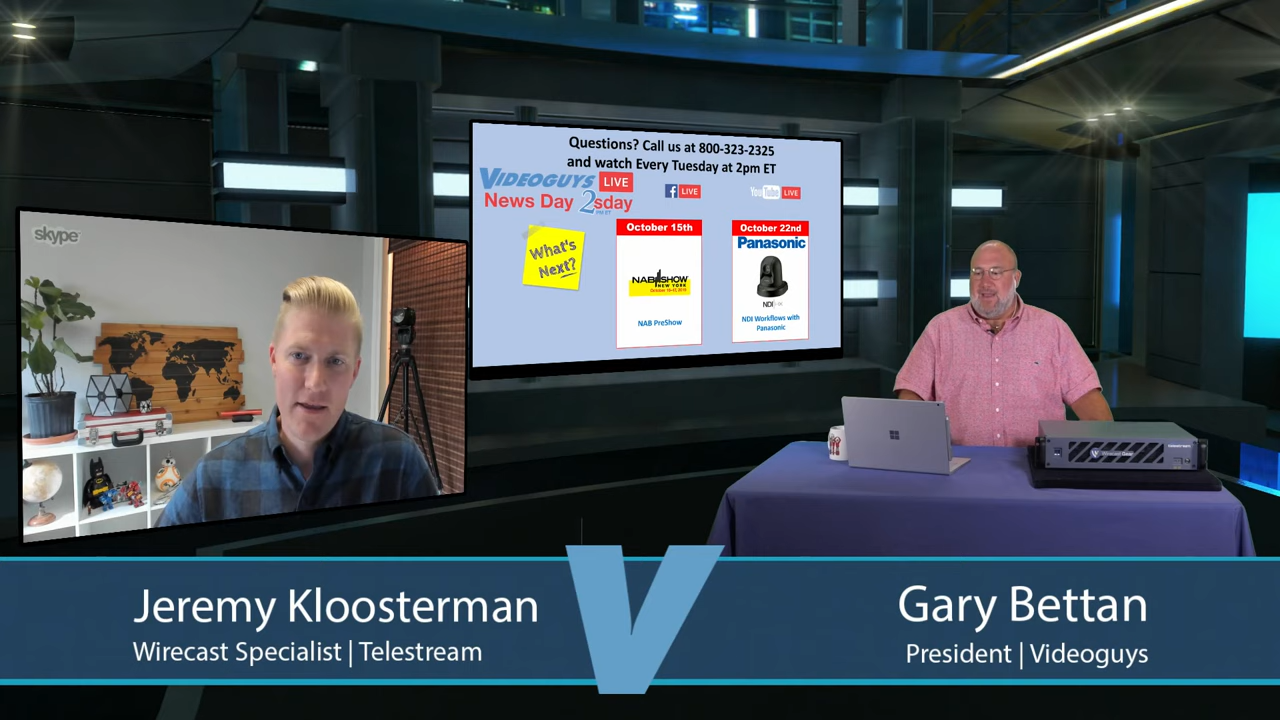 Questions? Call us at 800-323-2325
and watch Every Tuesday at 2pm ET
VIDEOGUYS LIVE
News Day 2sday
LIVE
YouTube LIVE
What's
Next?
October 15th
NAB SHOW
NEW YORK
NAB PreShow
October 22nd
Panasonic
NDI
NDI Workflows with
Panasonic
skype
Jeremy Kloosterman
Wirecast Specialist | Telestream
V
Gary Bettan
President | Videoguys